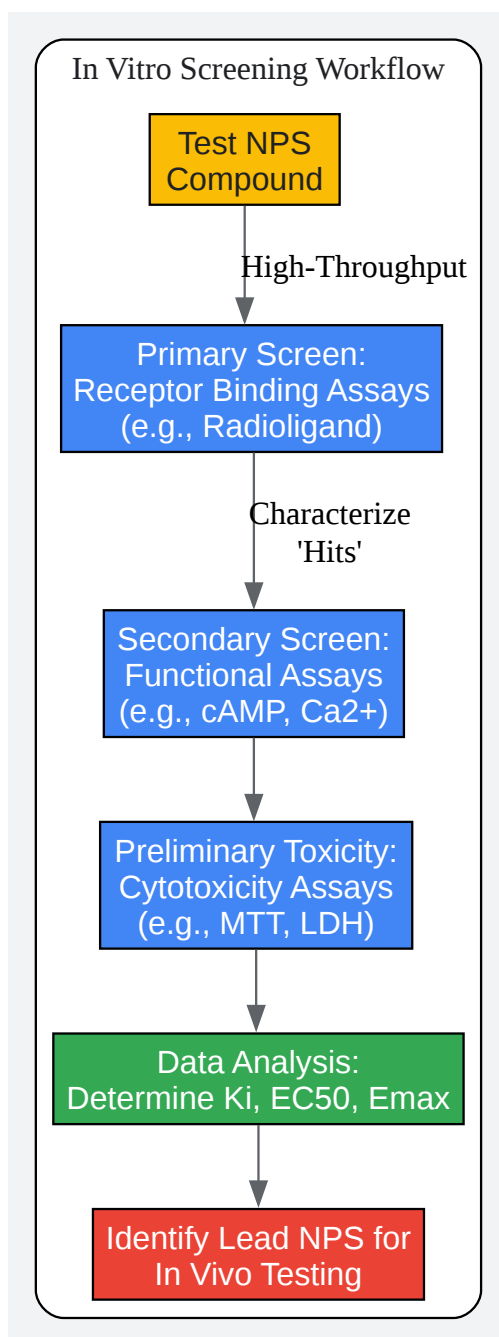 In Vitro Screening Workflow
Test NPS
Compound
High-Throughput
Primary Screen:
Receptor Binding Assays
(e.g., Radioligand)
Characterize
'Hits'
Secondary Screen:
Functional Assays
(e.g., cAMP, Ca2+)
Preliminary Toxicity:
Cytotoxicity Assays
(e.g., MTT, LDH)
Data Analysis:
Determine Ki, EC50, Emax
Identify Lead NPS for
In Vivo Testing